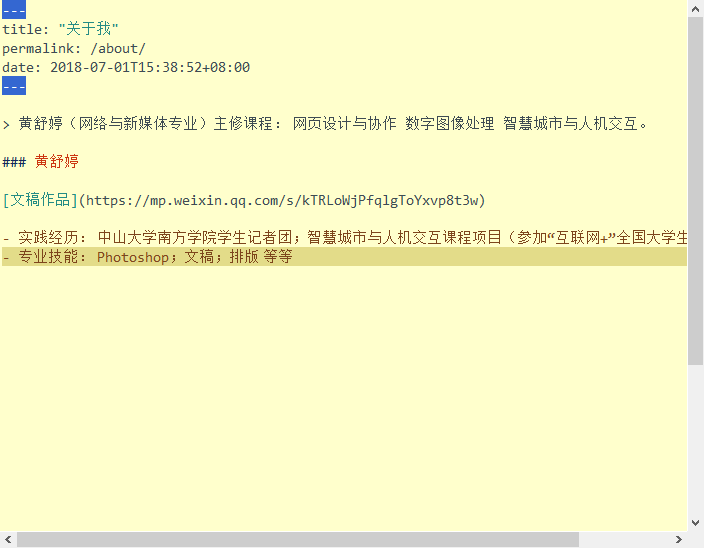 ---
title: "关于我"
permalink: /about/
date: 2018-07-01T15:38:52+08:00
---
> 黄舒婷（网络与新媒体专业）主修课程： 网页设计与协作 数字图像处理 智慧城市与人机交互。
### 黄舒婷
[文稿作品](https://mp.weixin.qq.com/s/kTRLoWjPfqlgToYxvp8t3w)
- 实践经历： 中山大学南方学院学生记者团；智慧城市与人机交互课程项目（参加“互联网+”全国大学生
- 专业技能： Photoshop；文稿；排版 等等